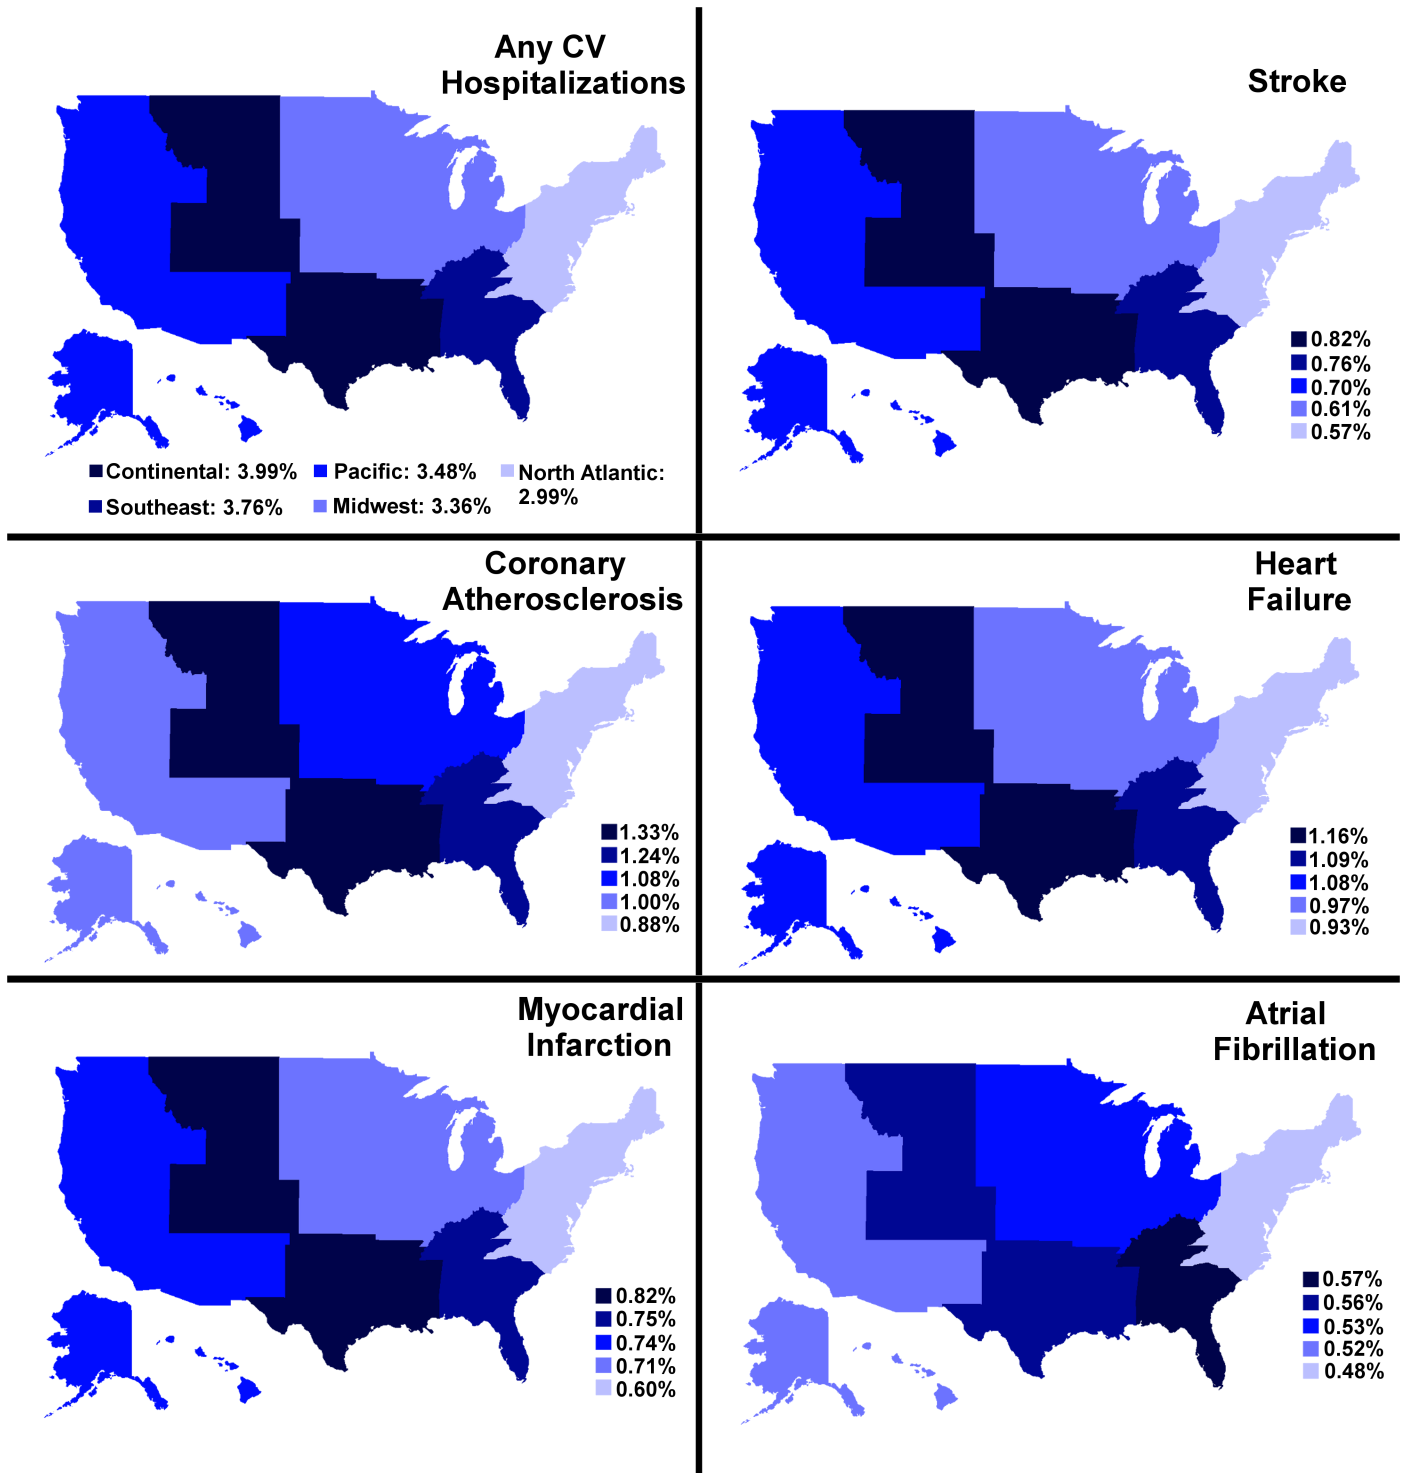 Any CV
Hospitalizations
Continental: 3.99%
Pacific: 3.48%
North Atlantic:
2.99%
Southeast: 3.76%
Midwest: 3.36%
Stroke
0.82%
0.76%
0.70%
0.61%
0.57%
Coronary
Atherosclerosis
1.33%
1.24%
1.08%
1.00%
0.88%
Heart
Failure
1.16%
1.09%
1.08%
0.97%
0.93%
Myocardial
Infarction
0.82%
0.75%
0.74%
0.71%
0.60%
Atrial
Fibrillation
0.57%
0.56%
0.53%
0.52%
0.48%